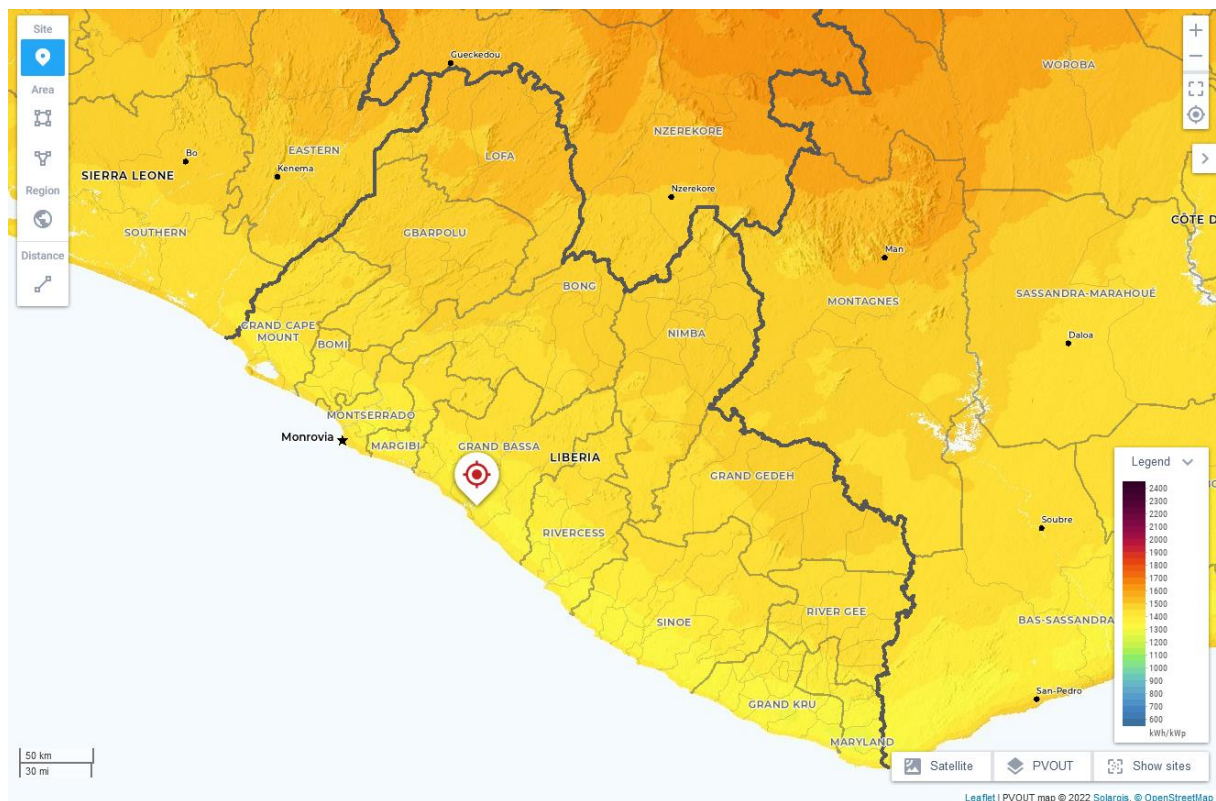 Site
Area
Region
Distance
Gueckedou
WOROBA
NZEREKORE
EASTERN
LOFA
Bo
Kenema
SIERRA LEONE
Nzerekore
CÔTE D
SOUTHERN
GBARPOLU
Man
BONG
MONTAGNES
SASSANDRA-MARAHOUÉ
GRAND CAPE
MOUNT
BOMI
NIMBA
Daloa
MONTSERRADO
Monrovia
MARGIBI
GRAND BASSA
LIBERIA
GRAND GEDEH
Soubre
RIVERCESS
SINOE
RIVER GEE
BAS-SASSANDRA
San-Pedro
GRAND KRU
MARYLAND
Legend
2400
2300
2200
2100
2000
1900
1800
1700
1600
1500
1400
1300
1200
1100
1000
900
800
700
600
kWh/kWp
50 km
30 mi
Satellite
PVOUT
Show sites
Leaflet | PVOUT map © 2022 Solargis, © OpenStreetMap